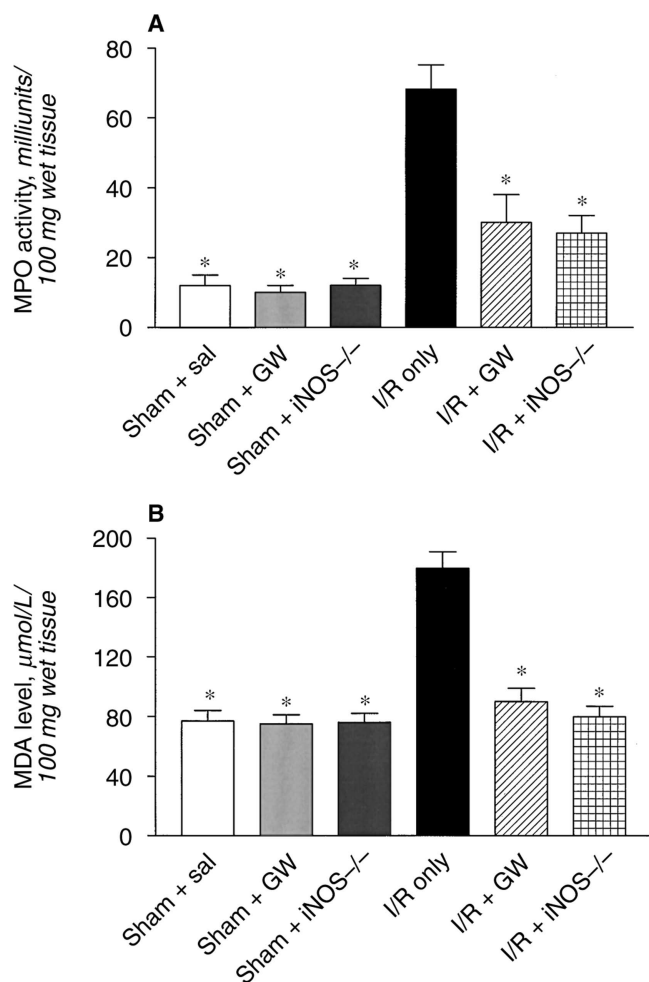 A
MPO activity, milliunits/
100 mg wet tissue
80
60
40
20
0
*
*
*
*
*
Sham + sal
Sham + GW
Sham + iNOS–/–
I/R only
I/R + GW
I/R + iNOS–/–
B
MDA level, μmol/L/
100 mg wet tissue
200
160
120
80
40
0
*
*
*
*
*
Sham + sal
Sham + GW
Sham + iNOS–/–
I/R only
I/R + GW
I/R + iNOS–/–